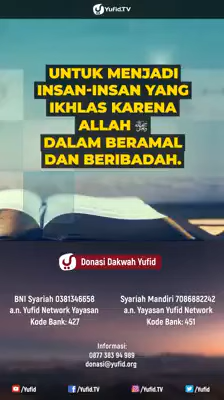 Yufid.TV
UNTUK MENJADI
INSAN-INSAN YANG
IKHLAS KARENA
ALLAH ﷻ
DALAM BERAMAL
DAN BERIBADAH.
Donasi Dakwah Yufid
BNI Syariah 0381346658
a.n. Yufid Network Yayasan
Kode Bank: 427
Syariah Mandiri 7086882242
a.n. Yayasan Yufid Network
Kode Bank: 451
Informasi:
0877 383 94 989
donasi@yufid.org
/Yufid
/Yufid.TV
/Yufid.TV
/Yufid